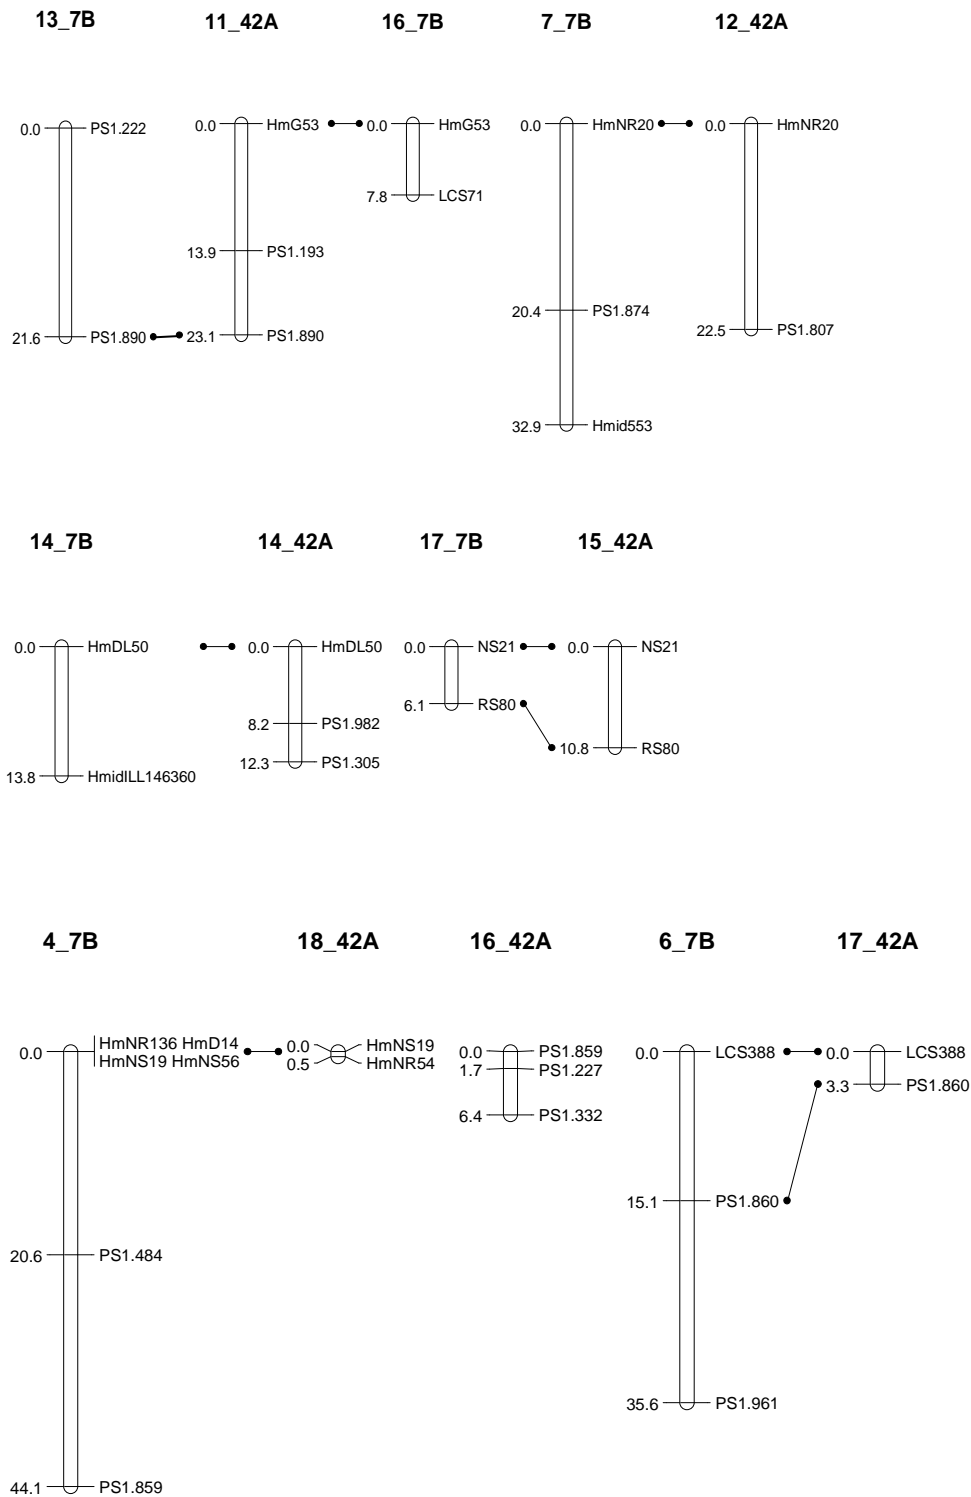 13_7B 11_42A 16_7B 7_7B 12_42A
0.0 PS1.222 0.0 HmG53 0.0 HmG53 0.0 HmNR20 0.0 HmNR20
7.8 LCS71
13.9 PS1.193
20.4 PS1.874
22.5 PS1.807
21.6 PS1.890 23.1 PS1.890
32.9 Hmid553
14_7B 14_42A 17_7B 15_42A
0.0 HmDL50 0.0 HmDL50 0.0 NS21 0.0 NS21
6.1 RS80
8.2 PS1.982
10.8 RS80
12.3 PS1.305
13.8 HmidILL146360
4_7B 18_42A 16_42A 6_7B 17_42A
0.0 HmNR136 HmD14 0.0 HmNS19 0.0 PS1.859 0.0 LCS388 0.0 LCS388
HmNS19 HmNS56 0.5 HmNR54 1.7 PS1.227
3.3 PS1.860
6.4 PS1.332
15.1 PS1.860
20.6 PS1.484
35.6 PS1.961
44.1 PS1.859